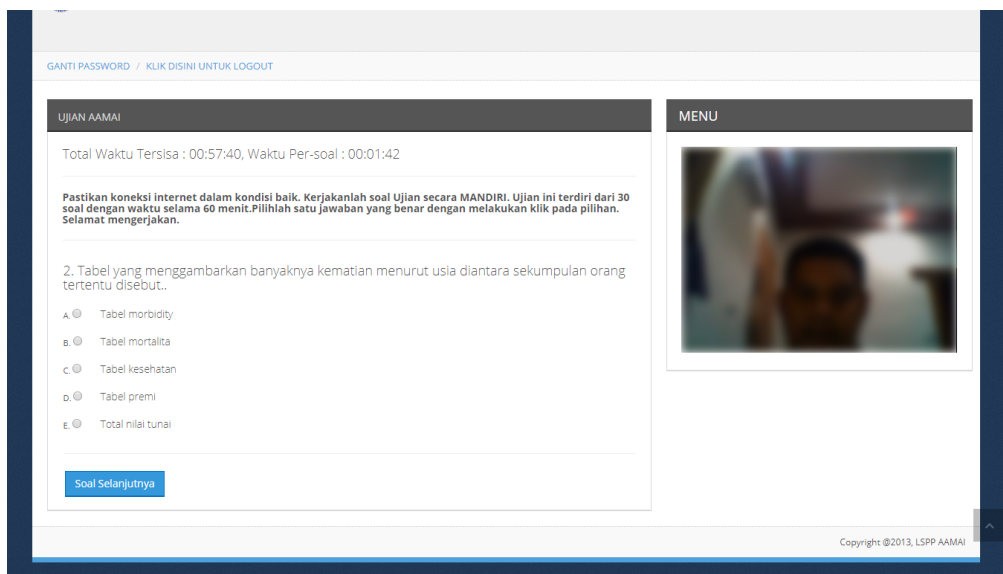 GANTI PASSWORD / KLIK DISINI UNTUK LOGOUT
UJIAN AAMAI
Total Waktu Tersisa : 00:57:40, Waktu Per-soal : 00:01:42
Pastikan koneksi internet dalam kondisi baik. Kerjakanlah soal Ujian secara MANDIRI. Ujian ini terdiri dari 30
soal dengan waktu selama 60 menit.Pilihlah satu jawaban yang benar dengan melakukan klik pada pilihan.
Selamat mengerjakan.
2. Tabel yang menggambarkan banyaknya kematian menurut usia diantara sekumpulan orang
tertentu disebut..
A. Tabel morbidity
B. Tabel mortalita
C. Tabel kesehatan
D. Tabel premi
E. Total nilai tunai
Soal Selanjutnya
MENU
Copyright @2013, LSPP AAMAI